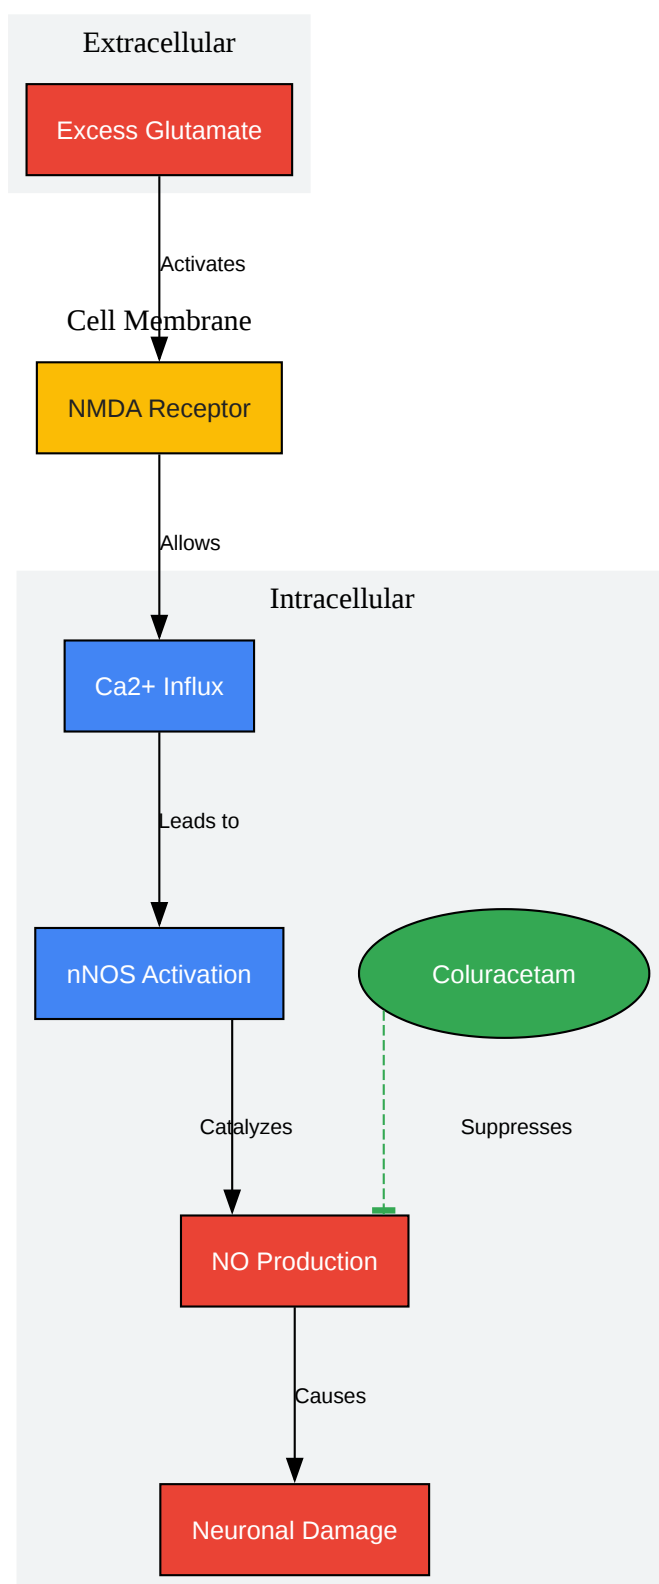 Extracellular
Excess Glutamate
Activates
Cell Membrane
NMDA Receptor
Allows
Intracellular
Ca2+ Influx
Leads to
nNOS Activation
Coluracetam
Catalyzes
Suppresses
NO Production
Causes
Neuronal Damage